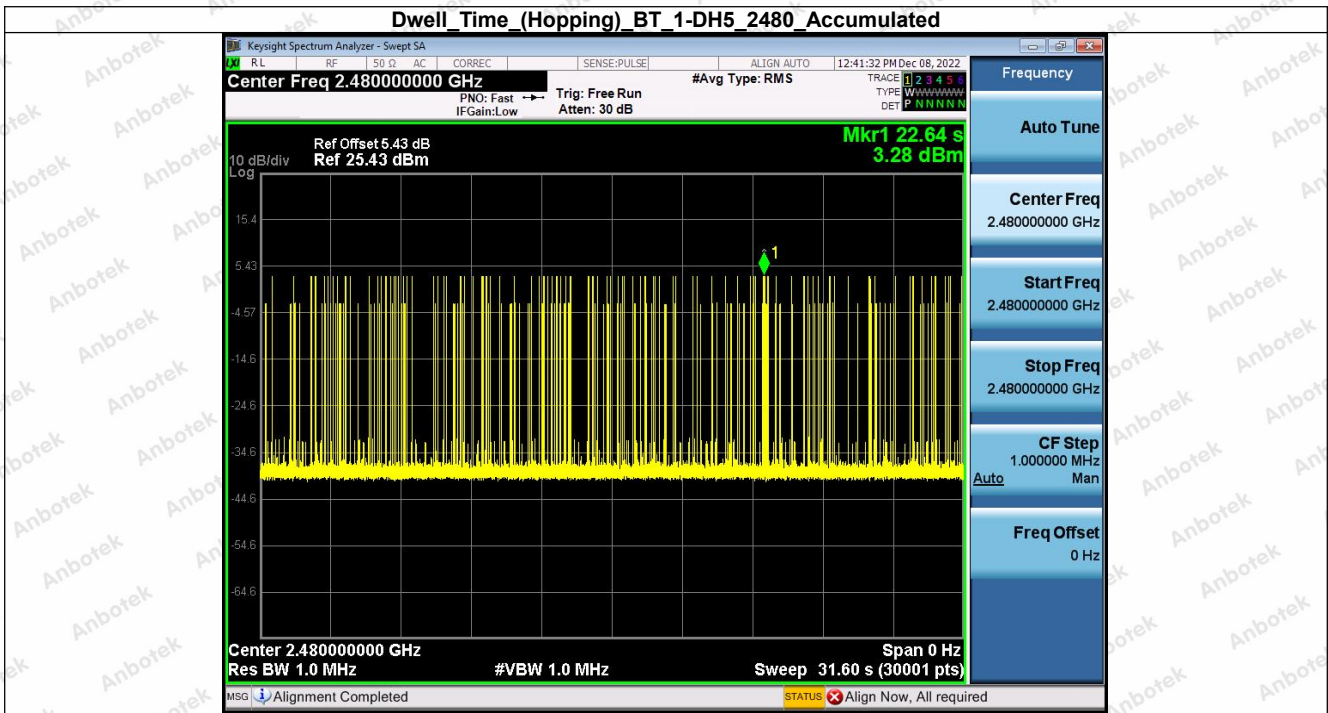 Dwell_Time_(Hopping)_BT_1-DH5_2480_Accumulated
Keysight Spectrum Analyzer - Swept SA
LXI RL RF 50 Ω AC CORREC SENSE:PULSE ALIGN AUTO 12:41:32 PM Dec 08, 2022
Center Freq 2.480000000 GHz
PNO: Fast
IFGain:Low
Trig: Free Run
Atten: 30 dB
#Avg Type: RMS
TRACE 1 2 3 4 5 6
TYPE WWWWWW
DET P N N N N N
Ref Offset 5.43 dB
Ref 25.43 dBm
10 dB/div
Log
Mkr1 22.64 s
3.28 dBm
15.4
5.43
-4.57
-14.6
-24.6
-34.6
-44.6
-54.6
-64.6
1
Center 2.480000000 GHz
Span 0 Hz
Res BW 1.0 MHz
#VBW 1.0 MHz
Sweep 31.60 s (30001 pts)
MSG Alignment Completed
STATUS Align Now, All required
Frequency
Auto Tune
Center Freq
2.480000000 GHz
Start Freq
2.480000000 GHz
Stop Freq
2.480000000 GHz
CF Step
1.000000 MHz
Auto Man
Freq Offset
0 Hz
Anbotek